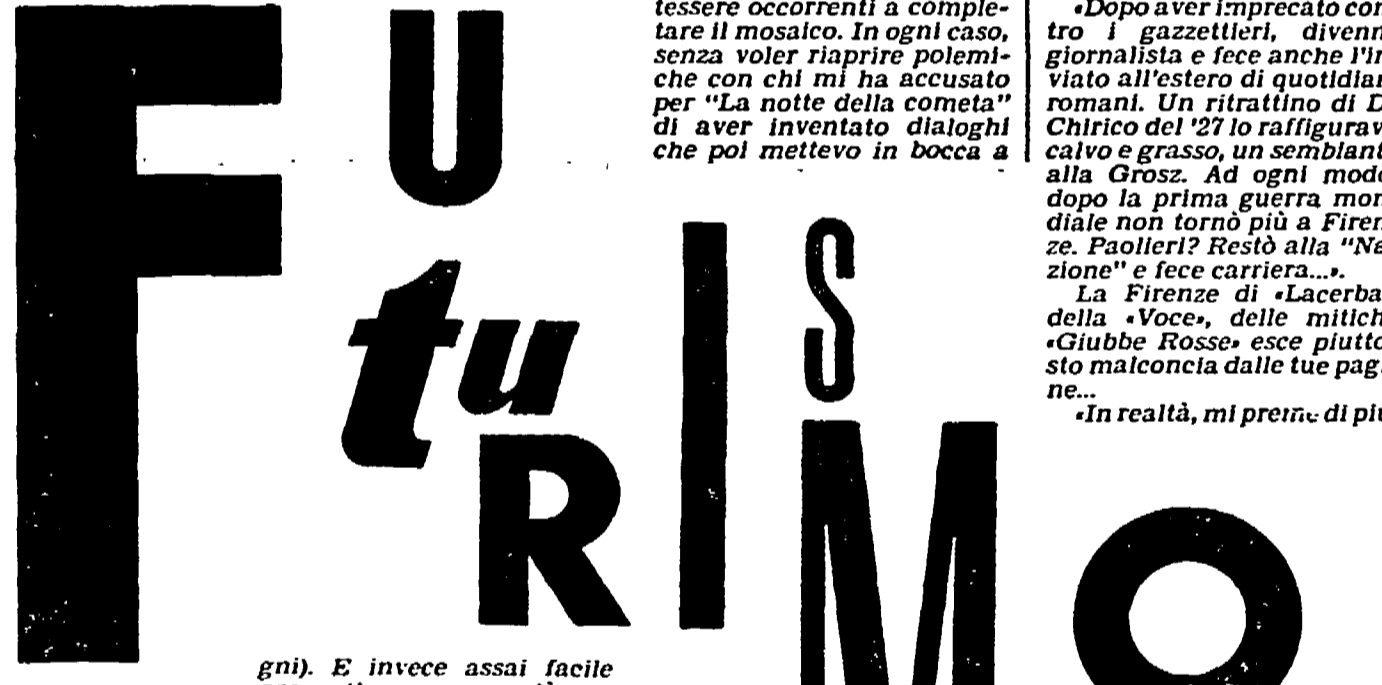 FUtuRISMO
tessere occorrenti a comple-
tare il mosaico. In ogni caso,
senza voler riaprire polemi-
che con chi mi ha accusato
per “La notte della cometa”
di aver inventato dialoghi
che poi mettevo in bocca a
«Dopo aver imprecato con
tro i gazzettieri, divenn
giornalista e fece anche l'in
viato all'estero di quotidian
romani. Un ritrattino di D
Chirico del '27 lo raffigurav
calvo e grasso, un semblant
alla Grosz. Ad ogni modo
dopo la prima guerra mon
diale non tornò più a Firen
ze. Paolieri? Restò alla “Na
zione” e fece carriera...».
La Firenze di «Lacerba»
della «Voce», delle mitich
«Giubbe Rosse» esce piutto
sto malconcia dalle tue pag
ne...
«In realtà, mi preme di più
gni). E invece assai facile